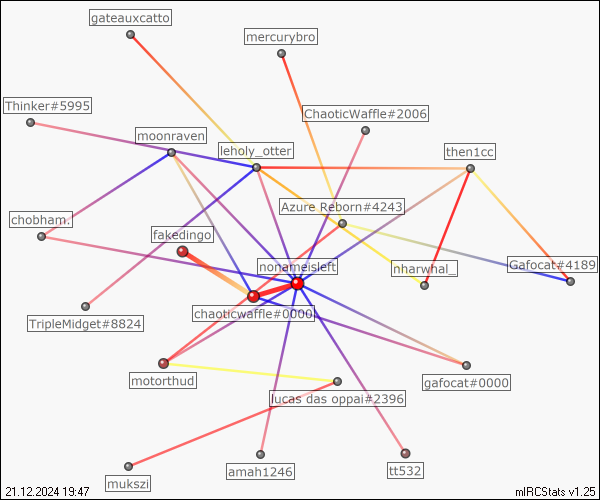 gateauxcatto
mercurybro
Thinker#5995
ChaoticWaffle#2006
moonraven
leholy_otter
then1cc
Azure Reborn#4243
chobham.
fakedingo
nonameisleft
nharwhal_
Gafocat#4189
chaoticwaffle#0000
TripleMidget#8824
motorthud
gafocat#0000
lucas das oppai#2396
mukszi
amah1246
tt532
21.12.2024 19:47
mIRCStats v1.25